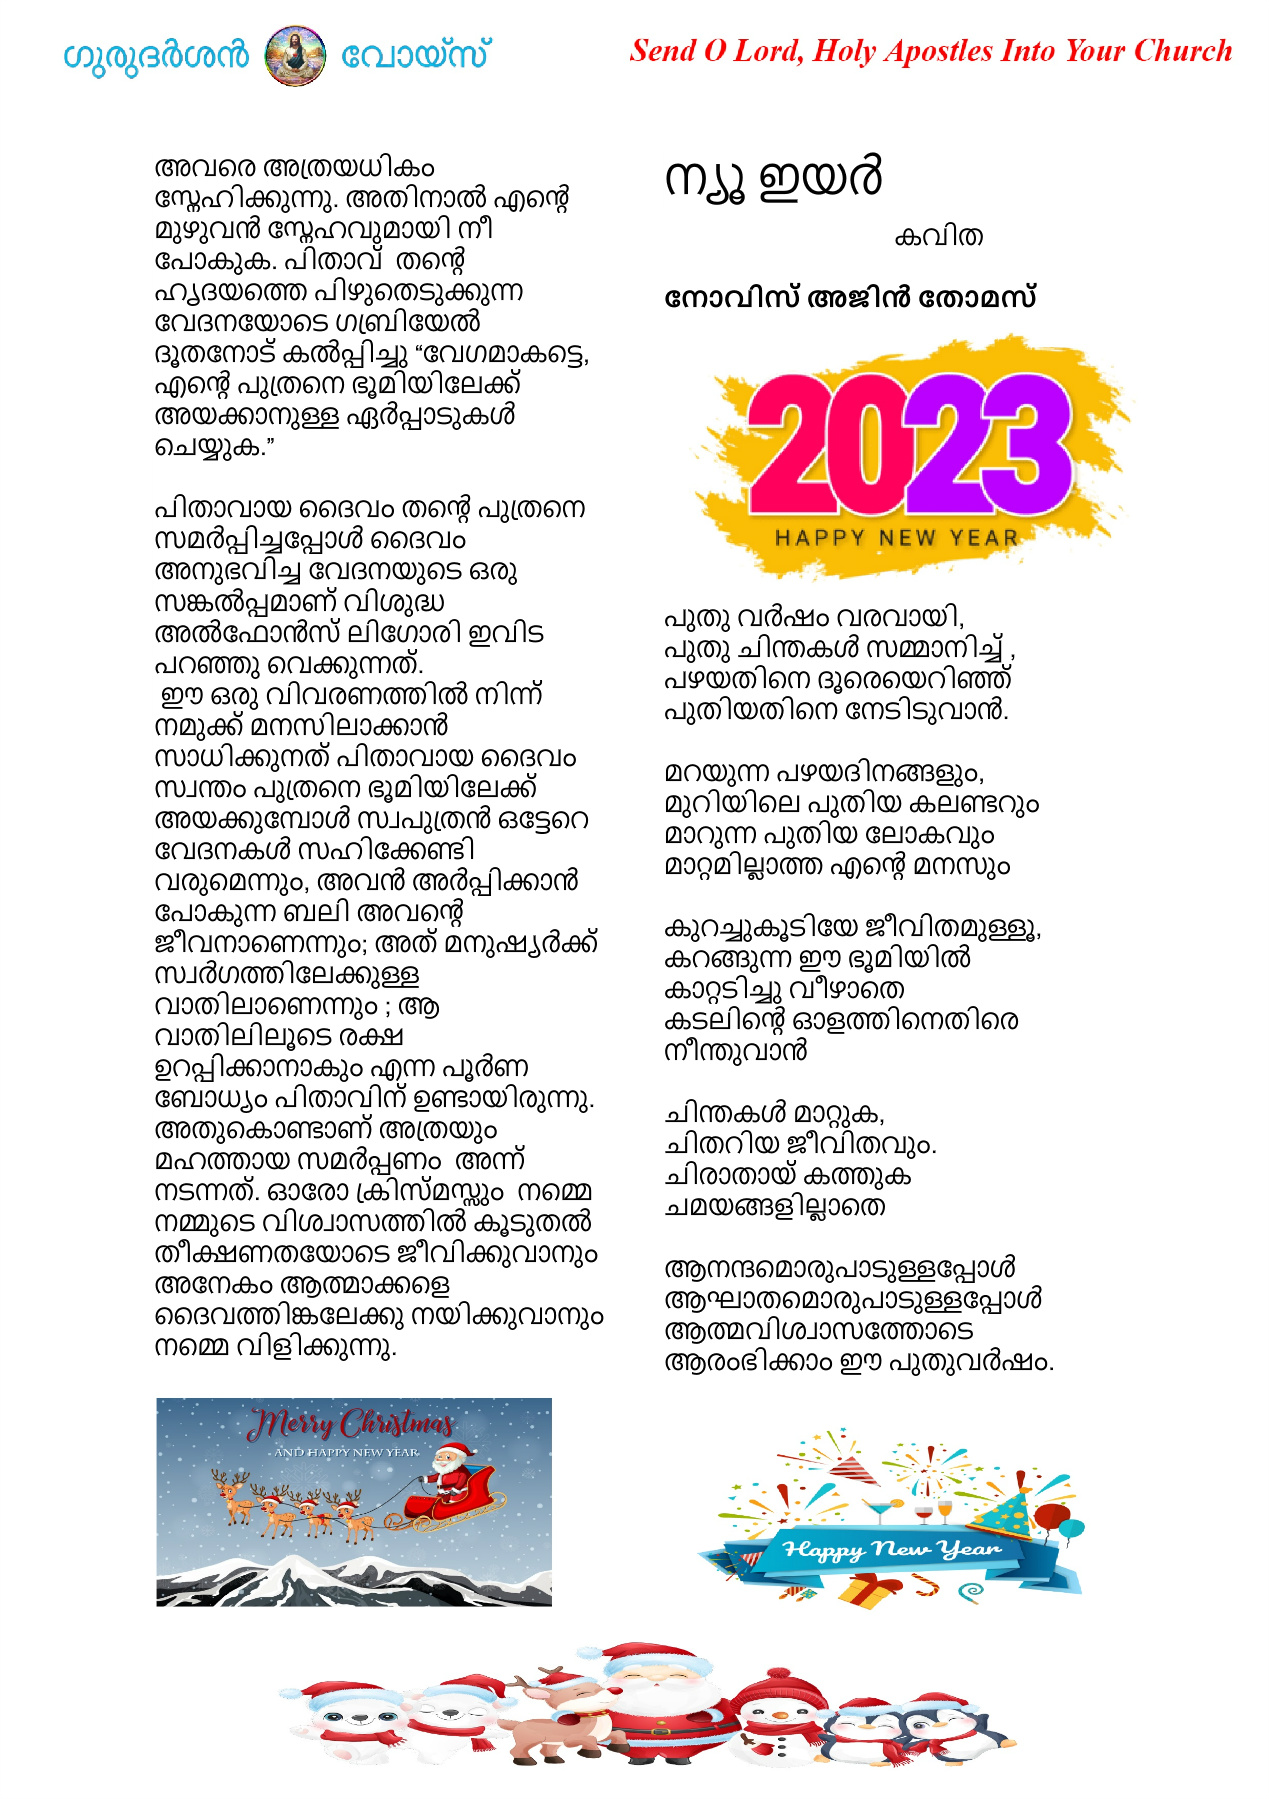 ഗുരുദർശൻ വോയ്സ്
Send O Lord, Holy Apostles Into Your Church
അവരെ അത്രയധികം
സ്നേഹിക്കുന്നു. അതിനാൽ എന്റെ
മുഴുവൻ സ്നേഹവുമായി നീ
പോകുക. പിതാവ്  തന്റെ
ഹൃദയത്തെ പിഴുതെടുക്കുന്ന
വേദനയോടെ ഗബ്രിയേൽ
ദൂതനോട് കൽപ്പിച്ചു “വേഗമാകട്ടെ,
എന്റെ പുത്രനെ ഭൂമിയിലേക്ക്
അയക്കാനുള്ള ഏർപ്പാടുകൾ
ചെയ്യുക.”
പിതാവായ ദൈവം തന്റെ പുത്രനെ
സമർപ്പിച്ചപ്പോൾ ദൈവം
അനുഭവിച്ച വേദനയുടെ ഒരു
സങ്കൽപ്പമാണ് വിശുദ്ധ
അൽഫോൻസ് ലിഗോരി ഇവിട
പറഞ്ഞു വെക്കുന്നത്.
ഈ ഒരു വിവരണത്തിൽ നിന്ന്
നമുക്ക് മനസിലാക്കാൻ
സാധിക്കുനത് പിതാവായ ദൈവം
സ്വന്തം പുത്രനെ ഭൂമിയിലേക്ക്
അയക്കുമ്പോൾ സ്വപുത്രൻ ഒട്ടേറെ
വേദനകൾ സഹിക്കേണ്ടി
വരുമെന്നും, അവൻ അർപ്പിക്കാൻ
പോകുന്ന ബലി അവന്റെ
ജീവനാണെന്നും; അത് മനുഷ്യർക്ക്
സ്വർഗത്തിലേക്കുള്ള
വാതിലാണെന്നും ; ആ
വാതിലിലൂടെ രക്ഷ
ഉറപ്പിക്കാനാകും എന്ന പൂർണ
ബോധ്യം പിതാവിന് ഉണ്ടായിരുന്നു.
അതുകൊണ്ടാണ് അത്രയും
മഹത്തായ സമർപ്പണം  അന്ന്
നടന്നത്. ഓരോ ക്രിസ്മസ്സും  നമ്മെ
നമ്മുടെ വിശ്വാസത്തിൽ കൂടുതൽ
തീക്ഷണതയോടെ ജീവിക്കുവാനും
അനേകം ആത്മാക്കളെ
ദൈവത്തിങ്കലേക്കു നയിക്കുവാനും
നമ്മെ വിളിക്കുന്നു.
Merry Christmas
AND HAPPY NEW YEAR
ന്യൂ ഇയർ
കവിത
നോവിസ് അജിൻ തോമസ്
2023
HAPPY NEW YEAR
പുതു വർഷം വരവായി,
പുതു ചിന്തകൾ സമ്മാനിച്ച് ,
പഴയതിനെ ദൂരെയെറിഞ്ഞ്
പുതിയതിനെ നേടിടുവാൻ.
മറയുന്ന പഴയദിനങ്ങളും,
മുറിയിലെ പുതിയ കലണ്ടറും
മാറുന്ന പുതിയ ലോകവും
മാറ്റമില്ലാത്ത എന്റെ മനസും
കുറച്ചുകൂടിയേ ജീവിതമുള്ളൂ,
കറങ്ങുന്ന ഈ ഭൂമിയിൽ
കാറ്റടിച്ചു വീഴാതെ
കടലിന്റെ ഓളത്തിനെതിരെ
നീന്തുവാൻ
ചിന്തകൾ മാറ്റുക,
ചിതറിയ ജീവിതവും.
ചിരാതായ് കത്തുക
ചമയങ്ങളില്ലാതെ
ആനന്ദമൊരുപാടുള്ളപ്പോൾ
ആഘാതമൊരുപാടുള്ളപ്പോൾ
ആത്മവിശ്വാസത്തോടെ
ആരംഭിക്കാം ഈ പുതുവർഷം.
Happy New Year